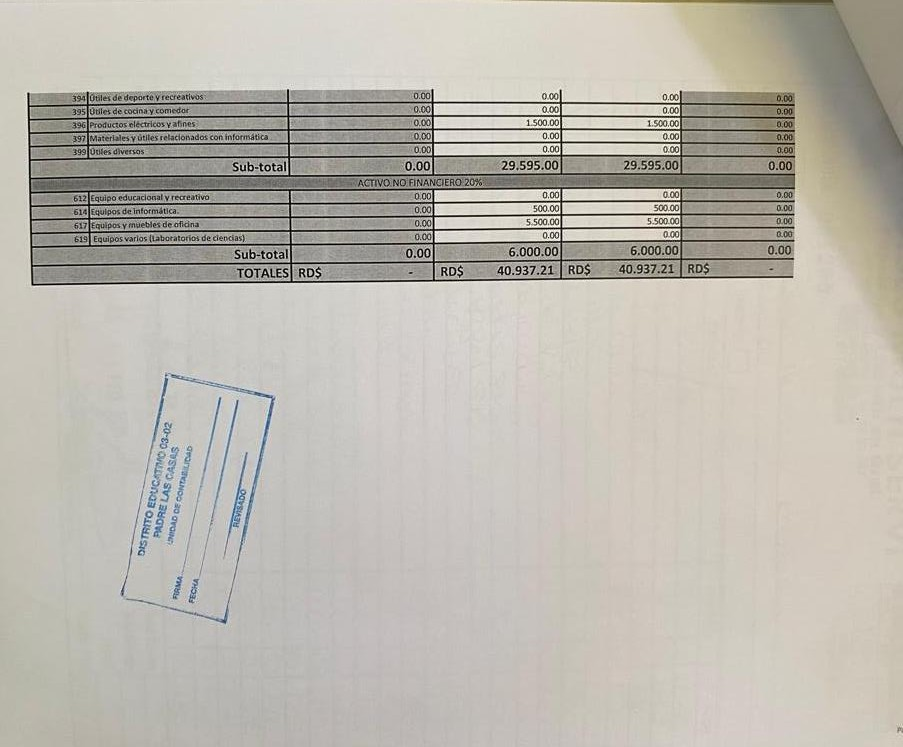 394 Útiles de deporte y recreativos 0.00 0.00 0.00 0.00
395 Útiles de cocina y comedor 0.00 0.00 0.00 0.00
396 Productos eléctricos y afines 0.00 1.500.00 1.500.00 0.00
397 Materiales y útiles relacionados con informática 0.00 0.00 0.00 0.00
399 Útiles diversos 0.00 0.00 0.00 0.00
Sub-total 0.00 29.595.00 29.595.00 0.00
ACTIVO NO FINANCIERO 20%
612 Equipo educacional y recreativo 0.00 0.00 0.00 0.00
614 Equipos de informática. 0.00 500.00 500.00 0.00
617 Equipos y muebles de oficina 0.00 5.500.00 5.500.00 0.00
619 Equipos varios (Laboratorios de ciencias) 0.00 0.00 0.00 0.00
Sub-total 0.00 6.000.00 6.000.00 0.00
TOTALES RD$ - RD$ 40.937.21 RD$ 40.937.21 RD$ -
DISTRITO EDUCATIVO 03-02
PADRE LAS CASAS
UNIDAD DE CONTABILIDAD
FIRMA
FECHA
REVISADO